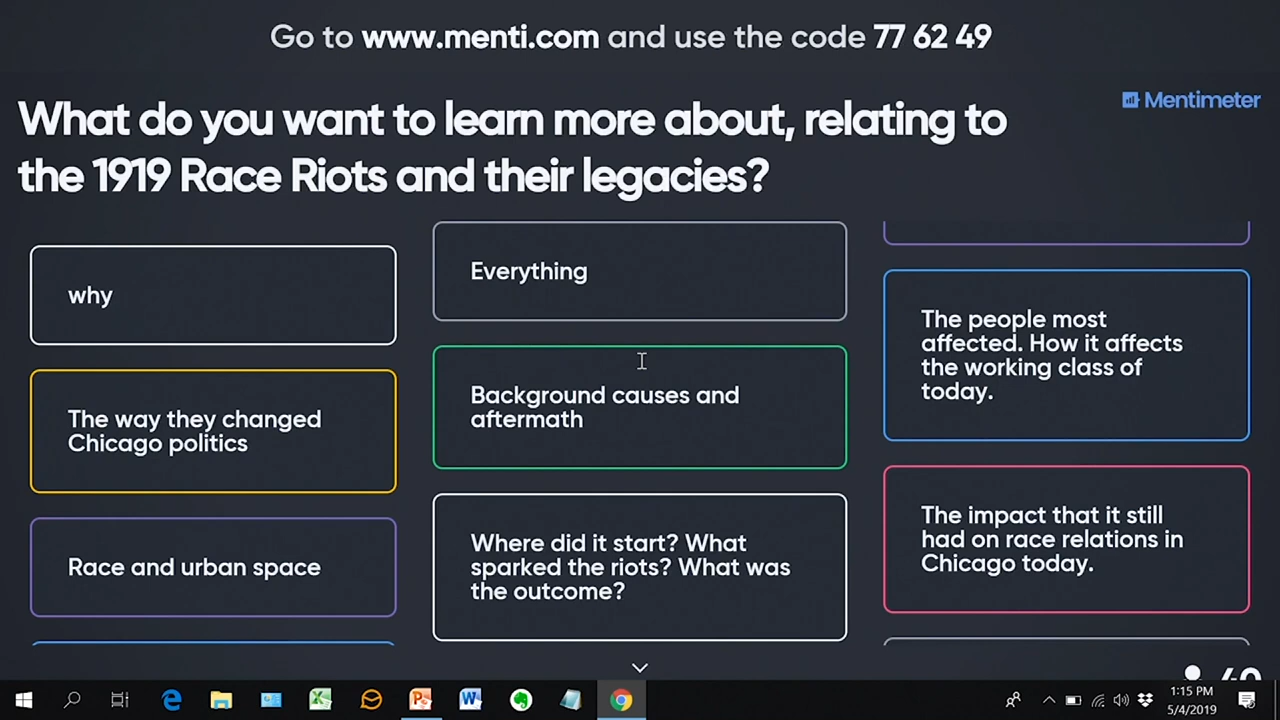 Go to www.menti.com and use the code 77 62 49
Mentimeter
What do you want to learn more about, relating to
the 1919 Race Riots and their legacies?
why
The way they changed
Chicago politics
Race and urban space
Everything
Background causes and
aftermath
Where did it start? What
sparked the riots? What was
the outcome?
The people most
affected. How it affects
the working class of
today.
The impact that it still
had on race relations in
Chicago today.
1:15 PM
5/4/2019